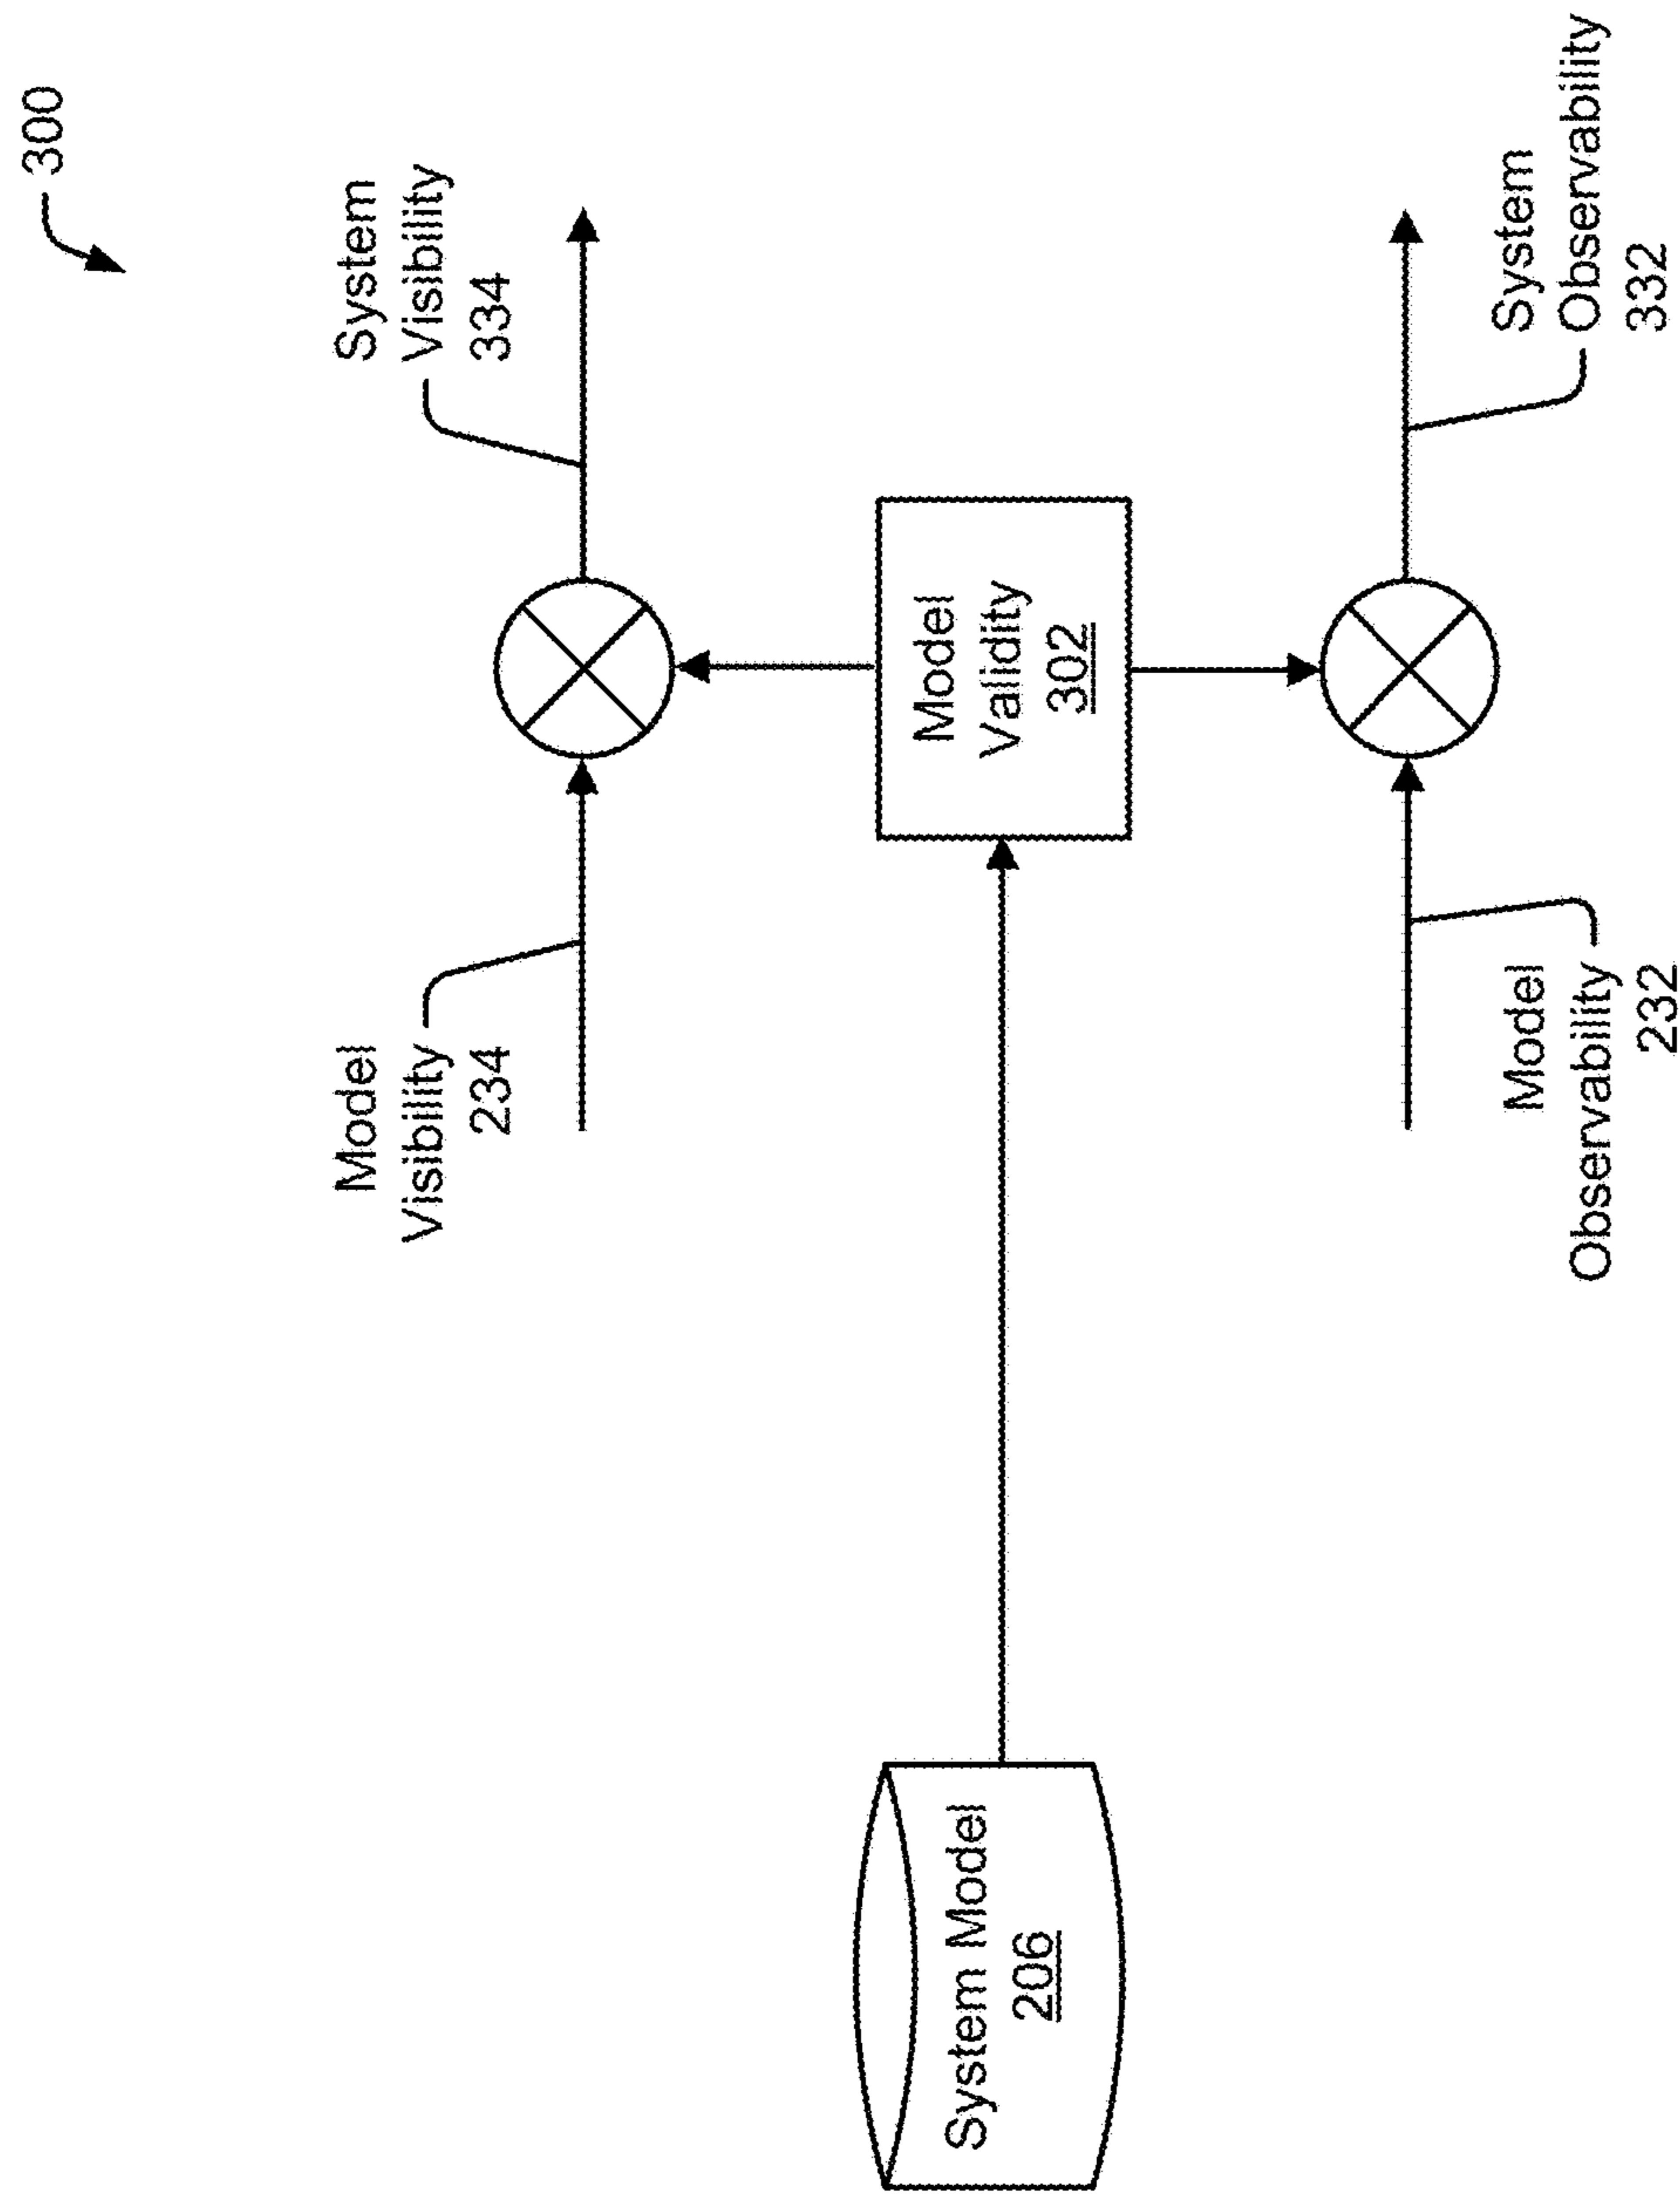 300
System
Visibility
334
Model
Visibility
234
Model
Validity
302
System Model
206
System
Observability
332
Model
Observability
232